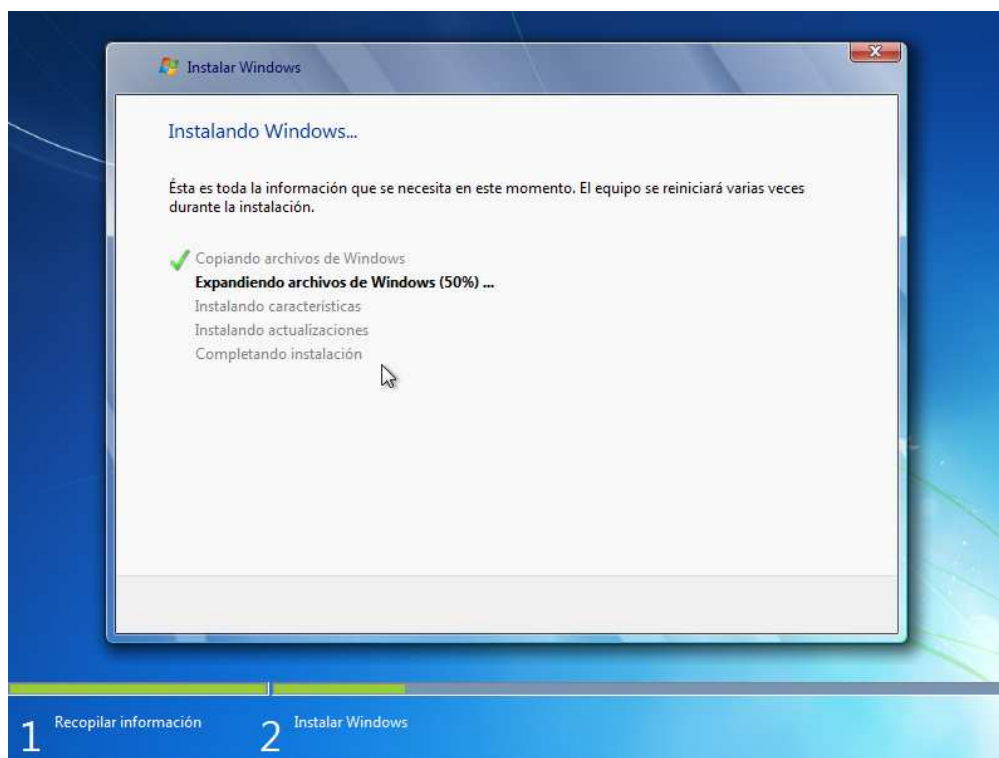 Instalar Windows
Instalando Windows...
Ésta es toda la información que se necesita en este momento. El equipo se reiniciará varias veces
durante la instalación.
Copiando archivos de Windows
Expandiendo archivos de Windows (50%) ...
Instalando características
Instalando actualizaciones
Completando instalación
1 Recopilar información
2 Instalar Windows